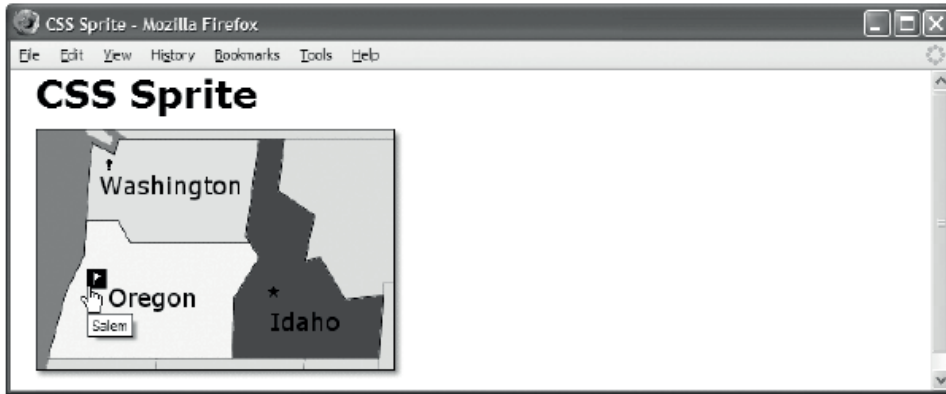 CSS Sprite - Mozilla Firefox
File Edit View History Bookmarks Tools Help
CSS Sprite
Washington
Oregon
Salem
Idaho